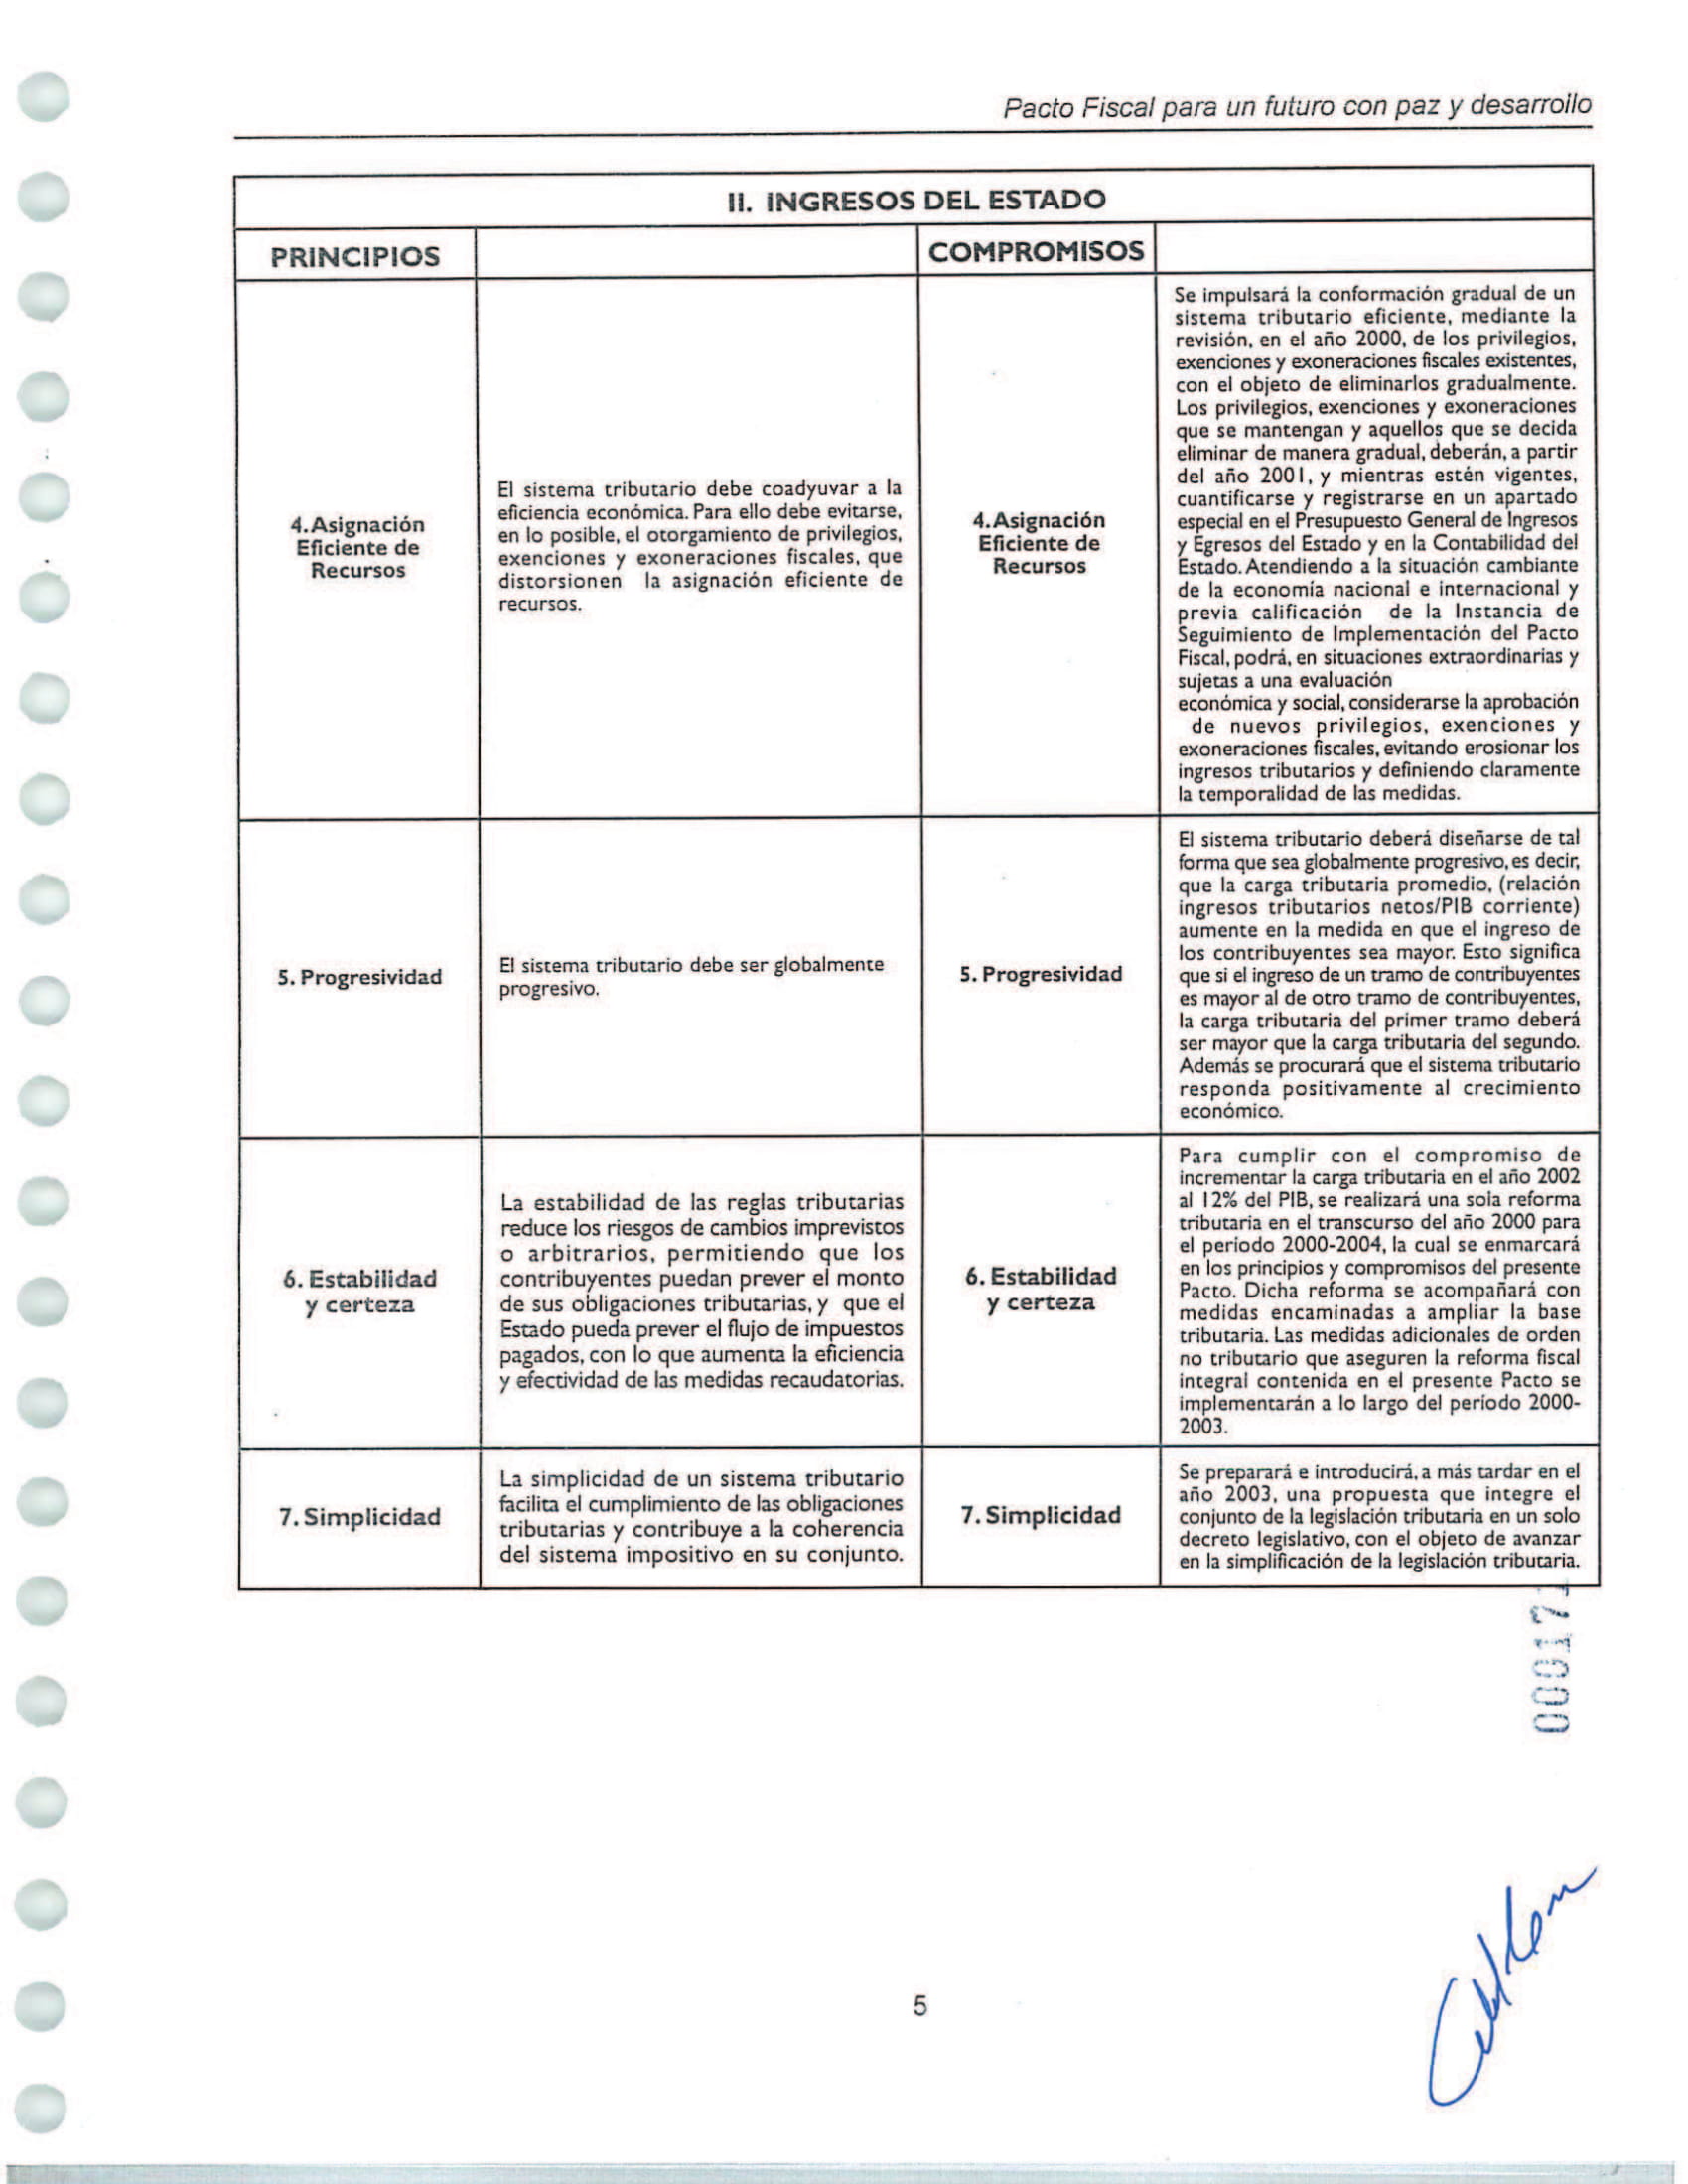 Pacto Fiscal para un futuro con paz y desarrollo
II. INGRESOS DEL ESTADO
PRINCIPIOS
COMPROMISOS
4. Asignación
Eficiente de
Recursos
El sistema tributario debe coadyuvar a la
eficiencia económica. Para ello debe evitarse,
en lo posible, el otorgamiento de privilegios,
exenciones y exoneraciones fiscales, que
distorsionen la asignación eficiente de
recursos.
4. Asignación
Eficiente de
Recursos
Se impulsará la conformación gradual de un
sistema tributario eficiente, mediante la
revisión, en el año 2000, de los privilegios,
exenciones y exoneraciones fiscales existentes,
con el objeto de eliminarlos gradualmente.
Los privilegios, exenciones y exoneraciones
que se mantengan y aquellos que se decida
eliminar de manera gradual, deberán, a partir
del año 2001, y mientras estén vigentes,
cuantificarse y registrarse en un apartado
especial en el Presupuesto General de Ingresos
y Egresos del Estado y en la Contabilidad del
Estado. Atendiendo a la situación cambiante
de la economía nacional e internacional y
previa calificación de la Instancia de
Seguimiento de Implementación del Pacto
Fiscal, podrá, en situaciones extraordinarias y
sujetas a una evaluación
económica y social, considerarse la aprobación
de nuevos privilegios, exenciones y
exoneraciones fiscales, evitando erosionar los
ingresos tributarios y definiendo claramente
la temporalidad de las medidas.
5. Progresividad
El sistema tributario debe ser globalmente
progresivo.
5. Progresividad
El sistema tributario deberá diseñarse de tal
forma que sea globalmente progresivo, es decir,
que la carga tributaria promedio, (relación
ingresos tributarios netos/PIB corriente)
aumente en la medida en que el ingreso de
los contribuyentes sea mayor. Esto significa
que si el ingreso de un tramo de contribuyentes
es mayor al de otro tramo de contribuyentes,
la carga tributaria del primer tramo deberá
ser mayor que la carga tributaria del segundo.
Además se procurará que el sistema tributario
responda positivamente al crecimiento
económico.
6. Estabilidad
y certeza
La estabilidad de las reglas tributarias
reduce los riesgos de cambios imprevistos
o arbitrarios, permitiendo que los
contribuyentes puedan prever el monto
de sus obligaciones tributarias, y que el
Estado pueda prever el flujo de impuestos
pagados, con lo que aumenta la eficiencia
y efectividad de las medidas recaudatorias.
6. Estabilidad
y certeza
Para cumplir con el compromiso de
incrementar la carga tributaria en el año 2002
al 12% del PIB, se realizará una sola reforma
tributaria en el transcurso del año 2000 para
el período 2000-2004, la cual se enmarcará
en los principios y compromisos del presente
Pacto. Dicha reforma se acompañará con
medidas encaminadas a ampliar la base
tributaria. Las medidas adicionales de orden
no tributario que aseguren la reforma fiscal
integral contenida en el presente Pacto se
implementarán a lo largo del período 2000-
2003.
7. Simplicidad
La simplicidad de un sistema tributario
facilita el cumplimiento de las obligaciones
tributarias y contribuye a la coherencia
del sistema impositivo en su conjunto.
7. Simplicidad
Se preparará e introducirá, a más tardar en el
año 2003, una propuesta que integre el
conjunto de la legislación tributaria en un solo
decreto legislativo, con el objeto de avanzar
en la simplificación de la legislación tributaria.
5